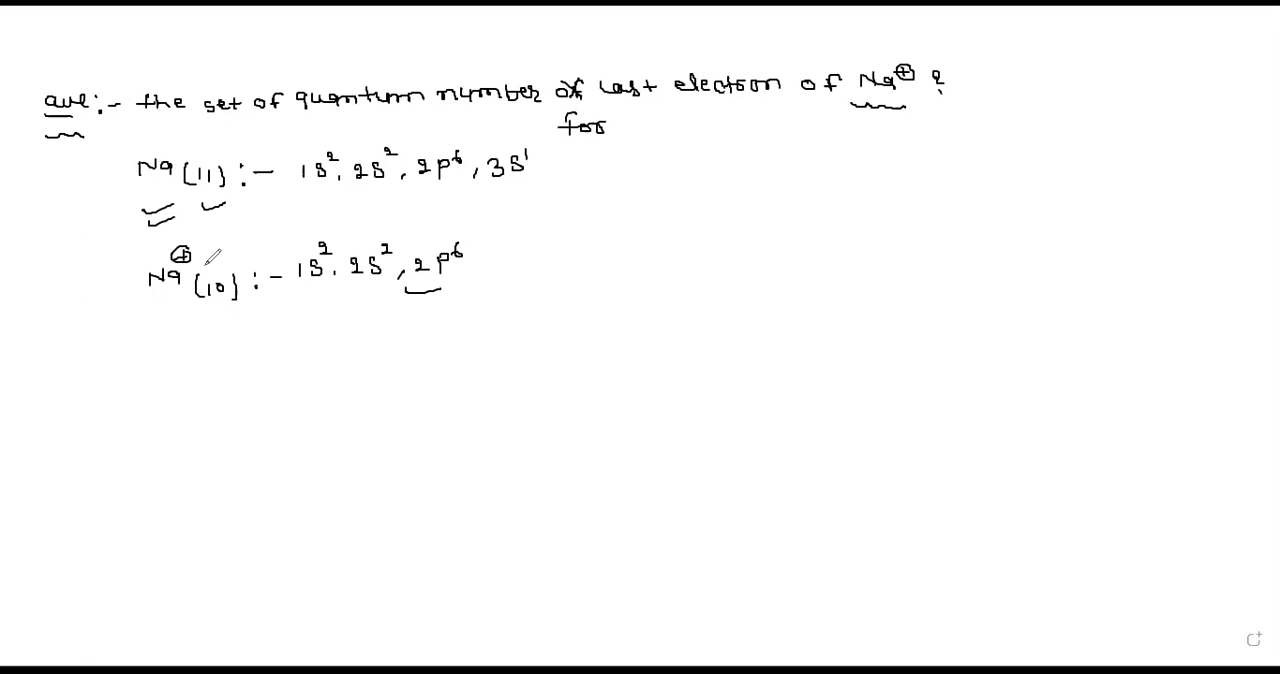 que:- the set of quantum number of last electron of Na⊕ ?
for
Na (11) :- 1s², 2s², 2p⁶, 3s¹
Na⊕ (10) :- 1s², 2s², 2p⁶